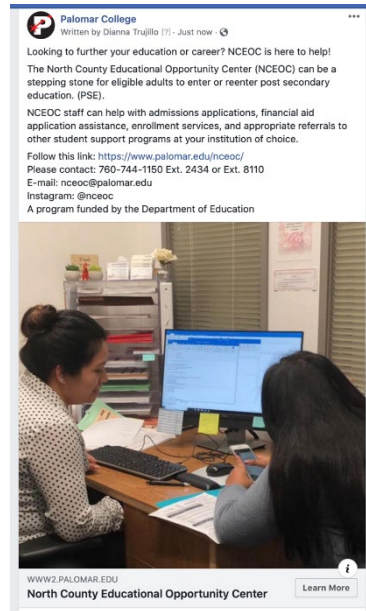 Palomar College
Written by Dianna Trujillo [?] · Just now ·
Looking to further your education or career? NCEOC is here to help!
The North County Educational Opportunity Center (NCEOC) can be a
stepping stone for eligible adults to enter or reenter post secondary
education. (PSE).
NCEOC staff can help with admissions applications, financial aid
application assistance, enrollment services, and appropriate referrals to
other student support programs at your institution of choice.
Follow this link: https://www.palomar.edu/nceoc/
Please contact: 760-744-1150 Ext. 2434 or Ext. 8110
E-mail: nceoc@palomar.edu
Instagram: @nceoc
A program funded by the Department of Education
WWW2.PALOMAR.EDU
North County Educational Opportunity Center
Learn More